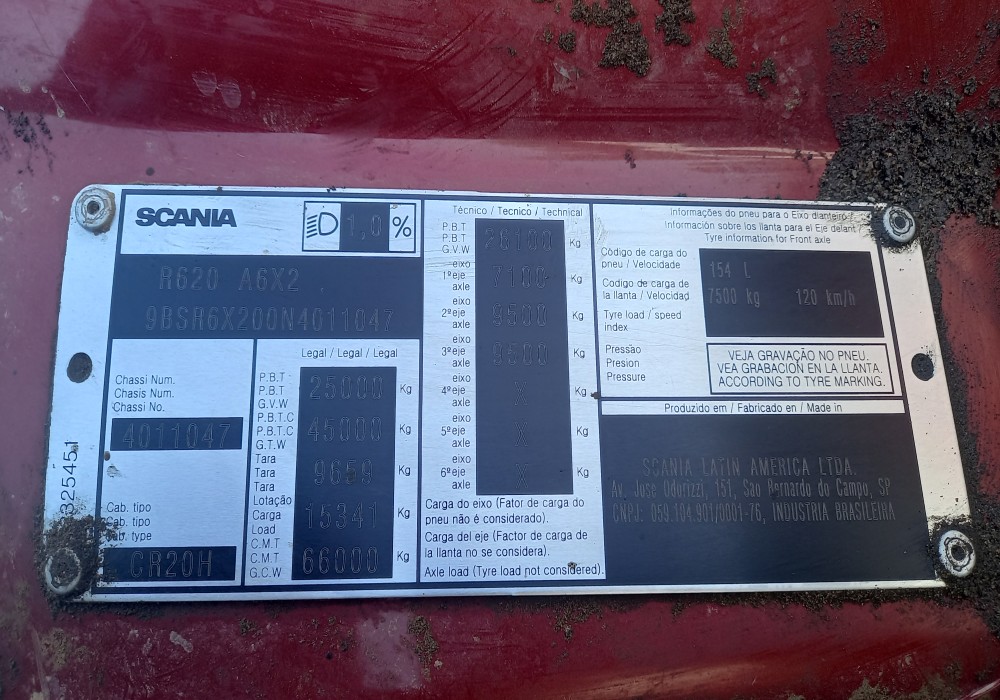 SCANIA
1,0 %
R620 A6X2
9BSR6X200N4011047
Chassi Num.
Chasis Num.
Chassi No.
4011047
Cab. tipo
Cab. tipo
Cab. type
CR20H
Legal / Legal / Legal
P.B.T
P.B.T
G.V.W
25000 Kg
P.B.T.C
P.B.T.C
G.T.W
45000 Kg
Tara
Tara
Tara
9659 Kg
Lotação
Carga
Load
15341 Kg
C.M.T
C.M.T
G.C.W
66000 Kg
Técnico / Tecnico / Technical
P.B.T
P.B.T
G.V.W
26100 Kg
eixo
1ºeje
axle
7100 Kg
eixo
2ºeje
axle
9500 Kg
eixo
3ºeje
axle
9500 Kg
eixo
4ºeje
axle
Kg
eixo
5ºeje
axle
X Kg
eixo
6ºeje
axle
X Kg
Carga do eixo (Fator de carga do
pneu não é considerado).
Carga del eje (Factor de carga de
la llanta no se considera).
Axle load (Tyre load not considered).
Informações do pneu para o Eixo dianteiro /
Información sobre los llanta para el Eje delant
Tyre information for Front axle
Código de carga do
pneu / Velocidade
Codigo de carga de
la llanta / Velocidad
Tyre load / speed
index
154 L
7500 kg 120 km/h
Pressão
Presion
Pressure
VEJA GRAVAÇÃO NO PNEU.
VEA GRABACION EN LA LLANTA.
ACCORDING TO TYRE MARKING.
Produzido em / Fabricado en / Made in
SCANIA LATIN AMERICA LTDA.
Av. José Odorizzi, 151, São Bernardo do Campo, SP
CNPJ: 059.104.901/0001-76, INDUSTRIA BRASILEIRA